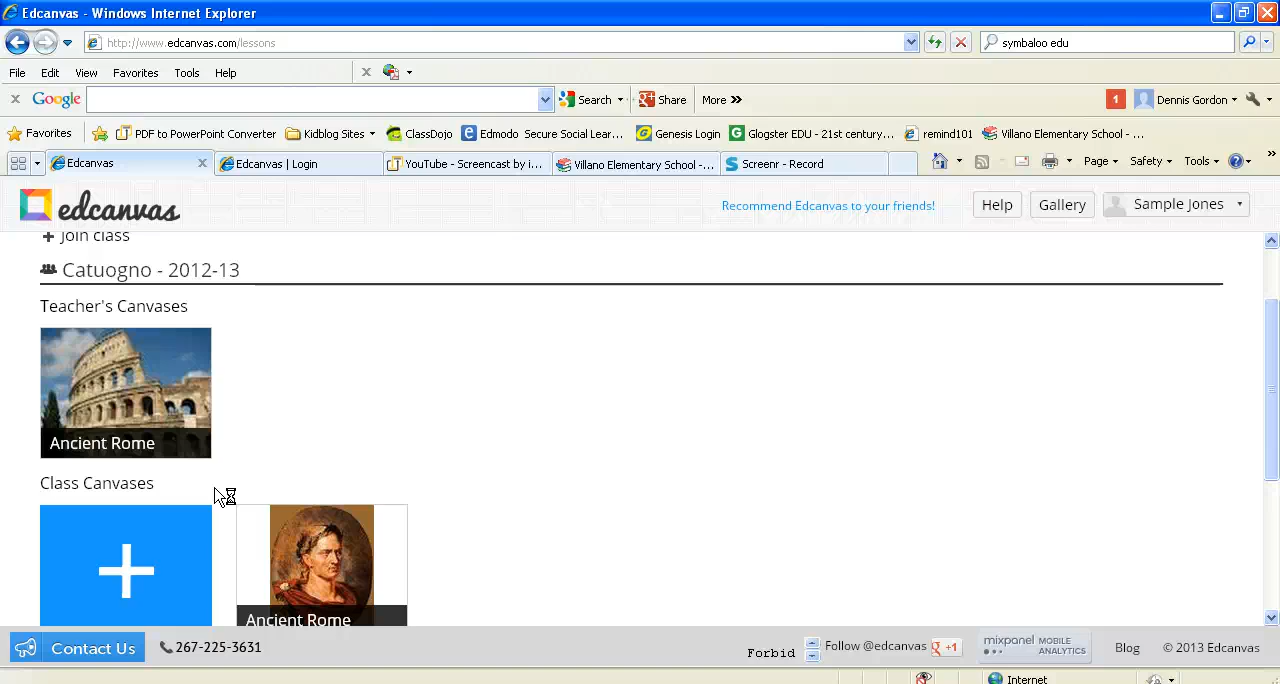 Edcanvas - Windows Internet Explorer
http://www.edcanvas.com/lessons
symbaloo edu
File Edit View Favorites Tools Help
Google Search Share More »
1 Dennis Gordon
Favorites PDF to PowerPoint Converter Kidblog Sites ClassDojo Edmodo Secure Social Lear... Genesis Login Glogster EDU - 21st century... remind101 Villano Elementary School - ...
Edcanvas Edcanvas | Login YouTube - Screencast by i... Villano Elementary School -... Screenr - Record Page Safety Tools
edcanvas
Recommend Edcanvas to your friends! Help Gallery Sample Jones
+ Join class
Catuogno - 2012-13
Teacher's Canvases
Ancient Rome
Class Canvases
Ancient Rome
Contact Us 267-225-3631
Forbid Follow @edcanvas g +1 mixpanel MOBILE ANALYTICS Blog © 2013 Edcanvas
Internet